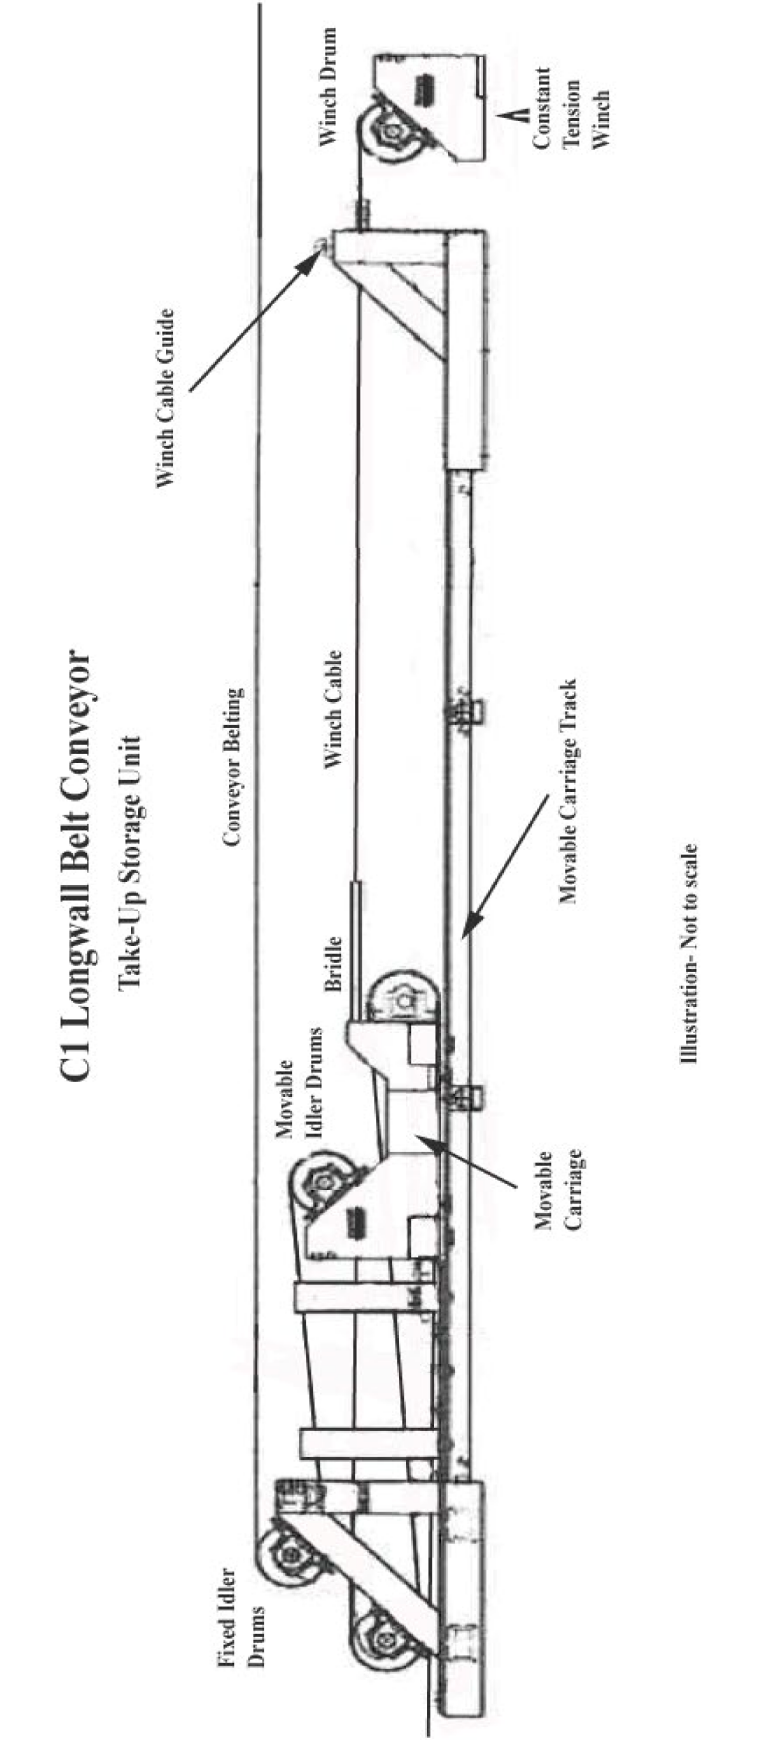 C1 Longwall Belt Conveyor
Take-Up Storage Unit
Conveyor Belting
Winch Cable Guide
Fixed Idler
Drums
Movable
Idler Drums
Bridle
Winch Cable
Winch Drum
Movable
Carriage
Movable Carriage Track
Constant
Tension
Winch
Illustration- Not to scale